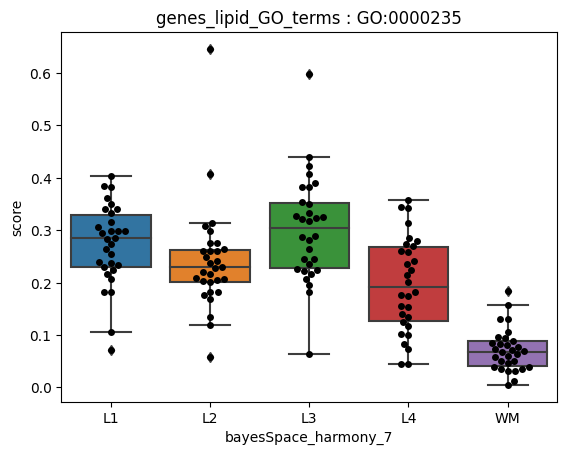 genes_lipid_GO_terms : GO:0000235
score
0.6
0.5
0.4
0.3
0.2
0.1
0.0
L1 L2 L3 L4 WM
bayesSpace_harmony_7